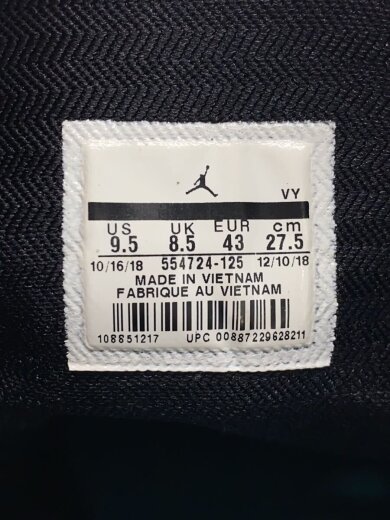 VY
US UK EUR cm
9.5 8.5 43 27.5
10/16/18 554724-125 12/10/18
MADE IN VIETNAM
FABRIQUE AU VIETNAM
108851217 UPC 00887229628211